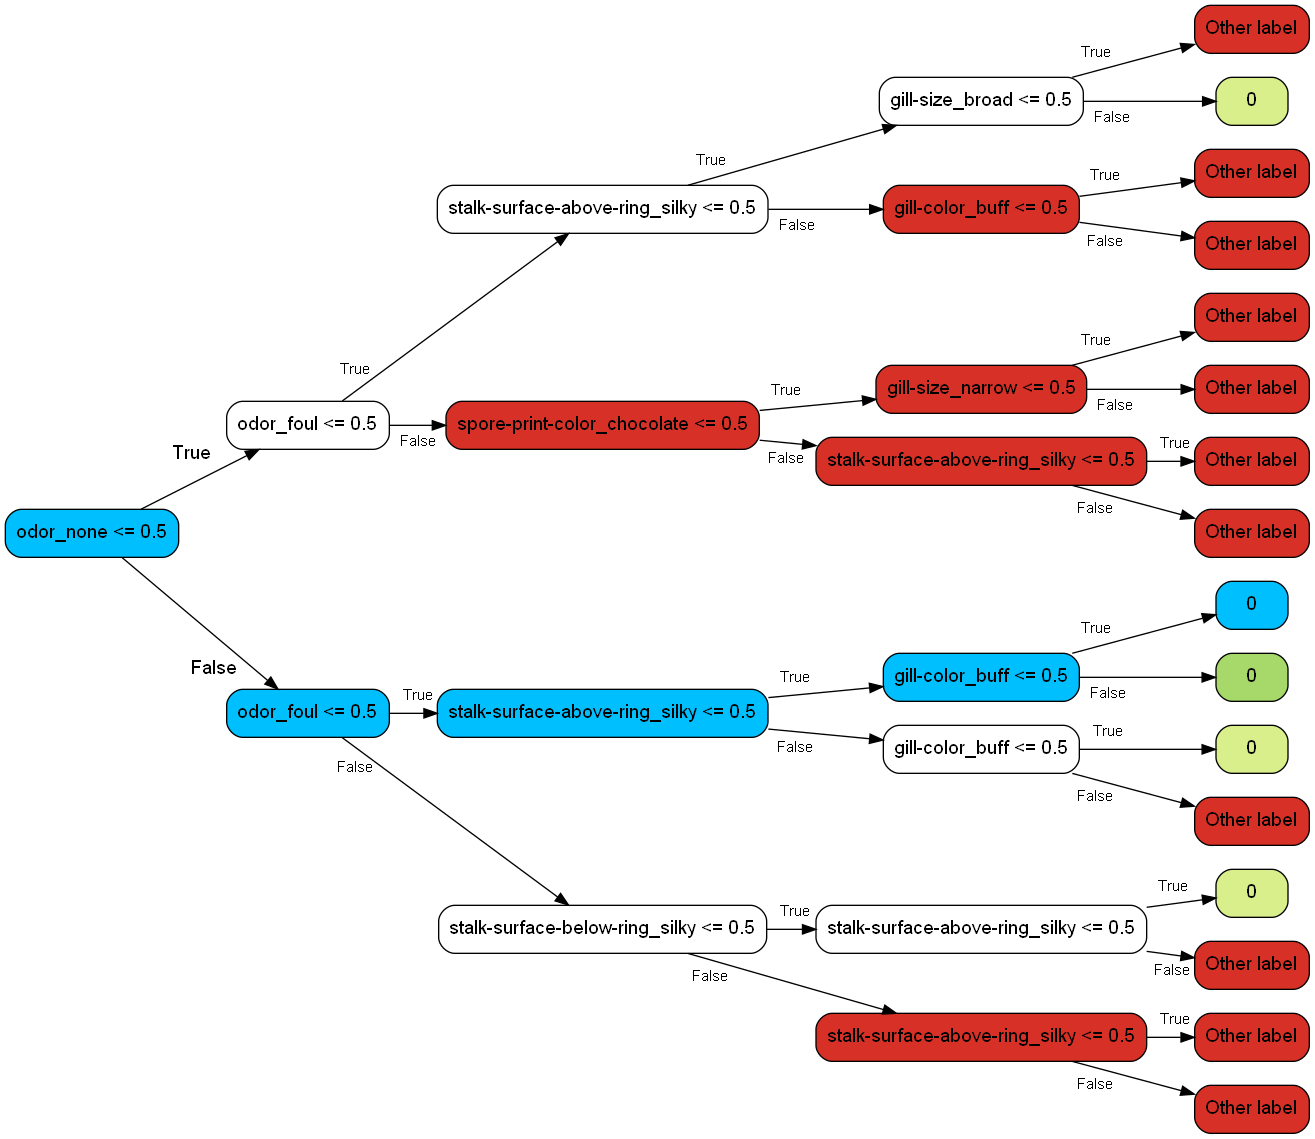 Other label
True
gill-size_broad <= 0.5
0
False
True
Other label
True
stalk-surface-above-ring_silky <= 0.5
gill-color_buff <= 0.5
False
False
Other label
Other label
True
True
True
gill-size_narrow <= 0.5
Other label
False
odor_foul <= 0.5
spore-print-color_chocolate <= 0.5
False
True
True
False
stalk-surface-above-ring_silky <= 0.5
Other label
False
odor_none <= 0.5
Other label
0
True
False
True
gill-color_buff <= 0.5
0
True
False
odor_foul <= 0.5
stalk-surface-above-ring_silky <= 0.5
True
False
gill-color_buff <= 0.5
0
False
False
Other label
True
0
True
stalk-surface-below-ring_silky <= 0.5
stalk-surface-above-ring_silky <= 0.5
False
False
Other label
True
stalk-surface-above-ring_silky <= 0.5
Other label
False
Other label